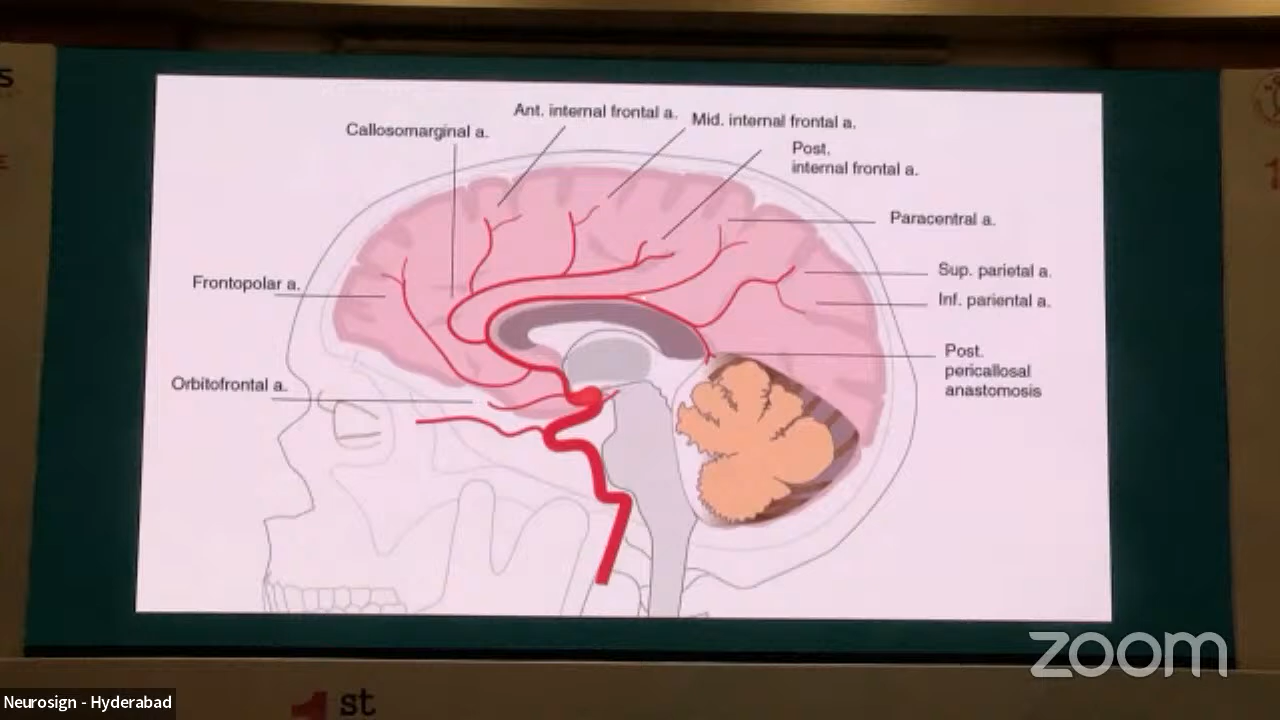 Ant. internal frontal a.
Mid. internal frontal a.
Callosomarginal a.
Post.
internal frontal a.
Paracentral a.
Sup. parietal a.
Frontopolar a.
Inf. pariental a.
Post.
pericallosal
anastomosis
Orbitofrontal a.
zoom
Neurosign - Hyderabad
1st